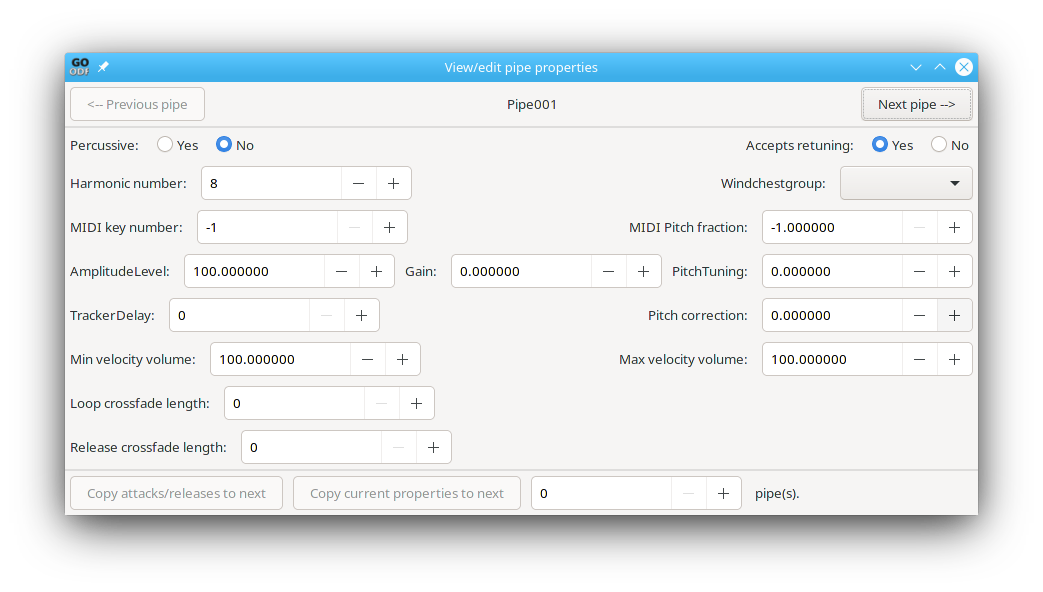 GO
ODF
View/edit pipe properties
<-- Previous pipe
Pipe001
Next pipe -->
Percussive: Yes No Accepts retuning: Yes No
Harmonic number: 8 Windchestgroup:
MIDI key number: -1 MIDI Pitch fraction: -1.000000
AmplitudeLevel: 100.000000 Gain: 0.000000 PitchTuning: 0.000000
TrackerDelay: 0 Pitch correction: 0.000000
Min velocity volume: 100.000000 Max velocity volume: 100.000000
Loop crossfade length: 0
Release crossfade length: 0
Copy attacks/releases to next Copy current properties to next 0 pipe(s).